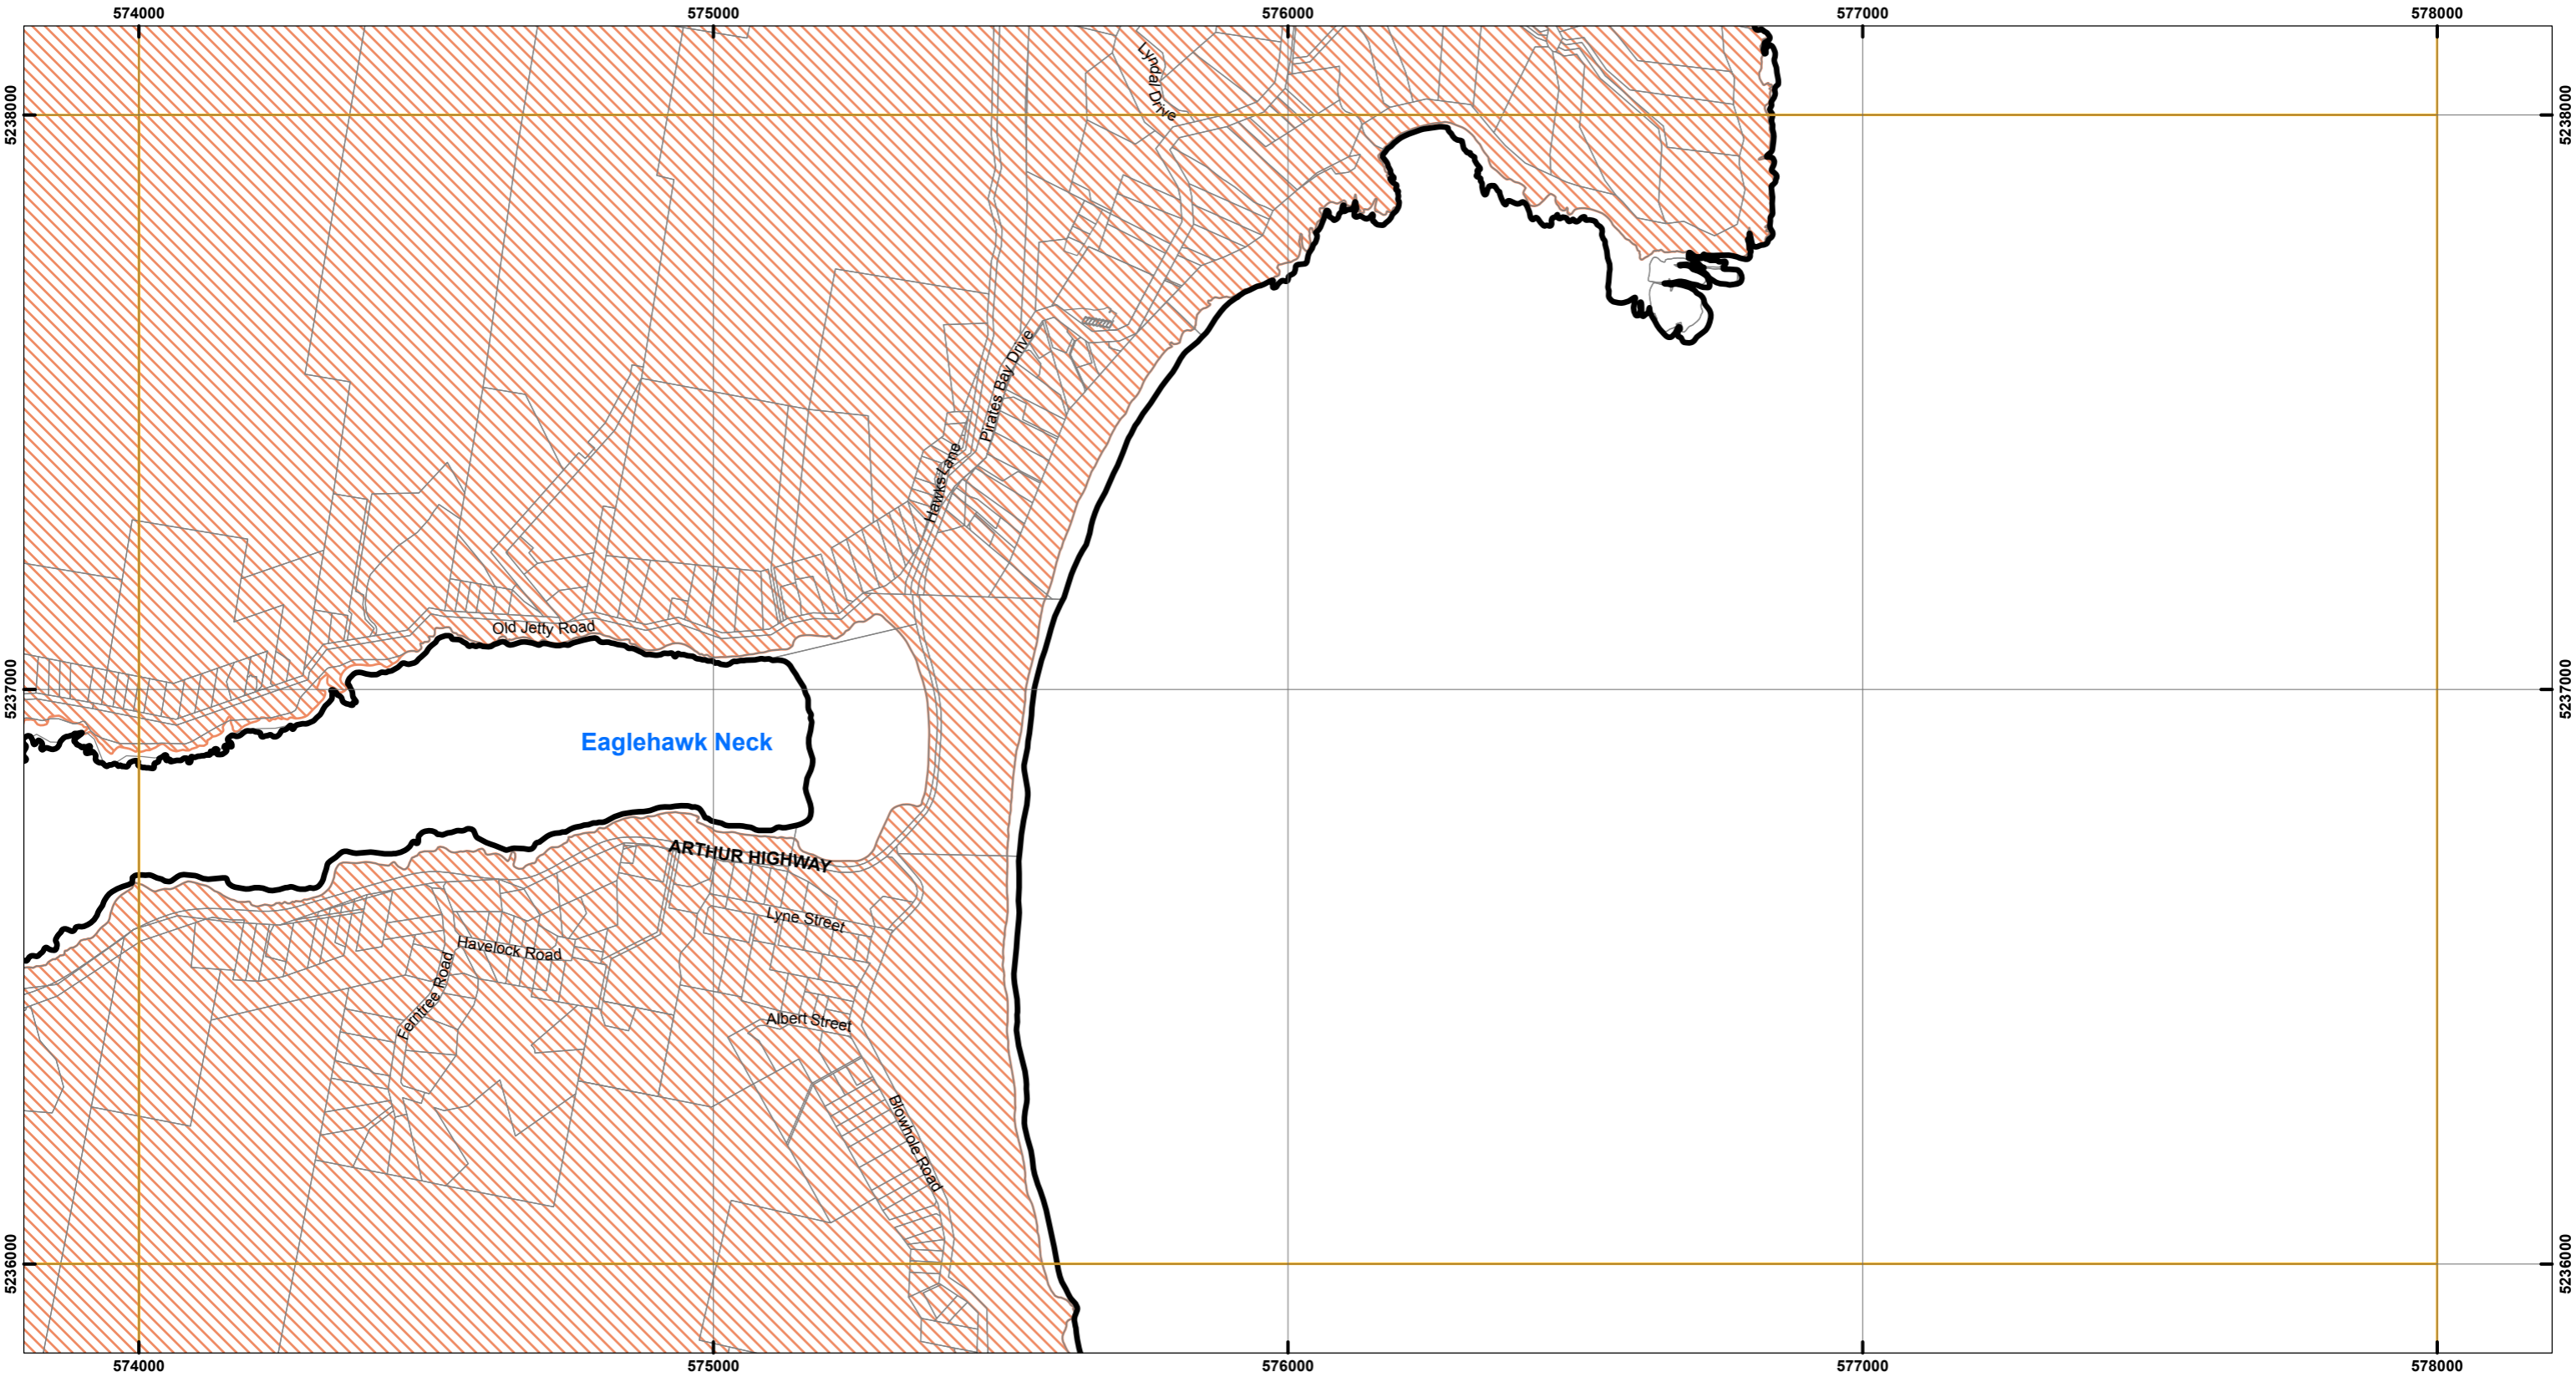 574000 575000 576000 577000 578000
5238000 5238000
Lyndal Drive
Pirates Bay Drive
Hawks Lane
Old Jetty Road
5237000 5237000
Eaglehawk Neck
ARTHUR HIGHWAY
Lyne Street
Havelock Road
Ferntree Road
Albert Street
Blowhole Road
5236000 5236000
574000 575000 576000 577000 578000